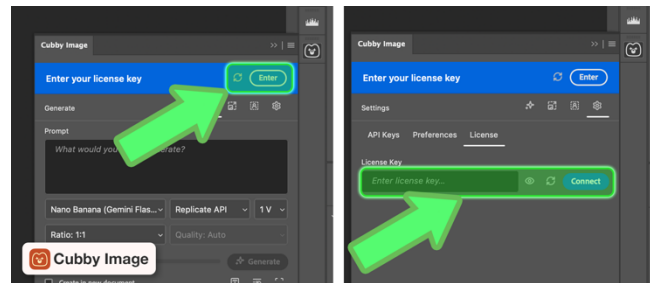 Cubby Image
Enter your license key
Enter
Generate
Prompt
What would you
rate?
Nano Banana (Gemini Flas...
Replicate API
1 V
Ratio: 1:1
Quality: Auto
Generate
Cubby Image
Create in new document
Cubby Image
Enter your license key
Enter
Settings
API Keys Preferences License
License Key
Enter license key...
Connect